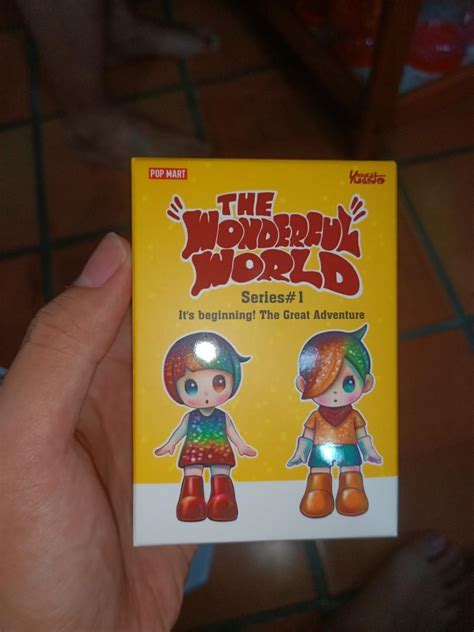 POP MART
THE
WONDERFUL
WORLD
Series#1
It's beginning! The Great Adventure